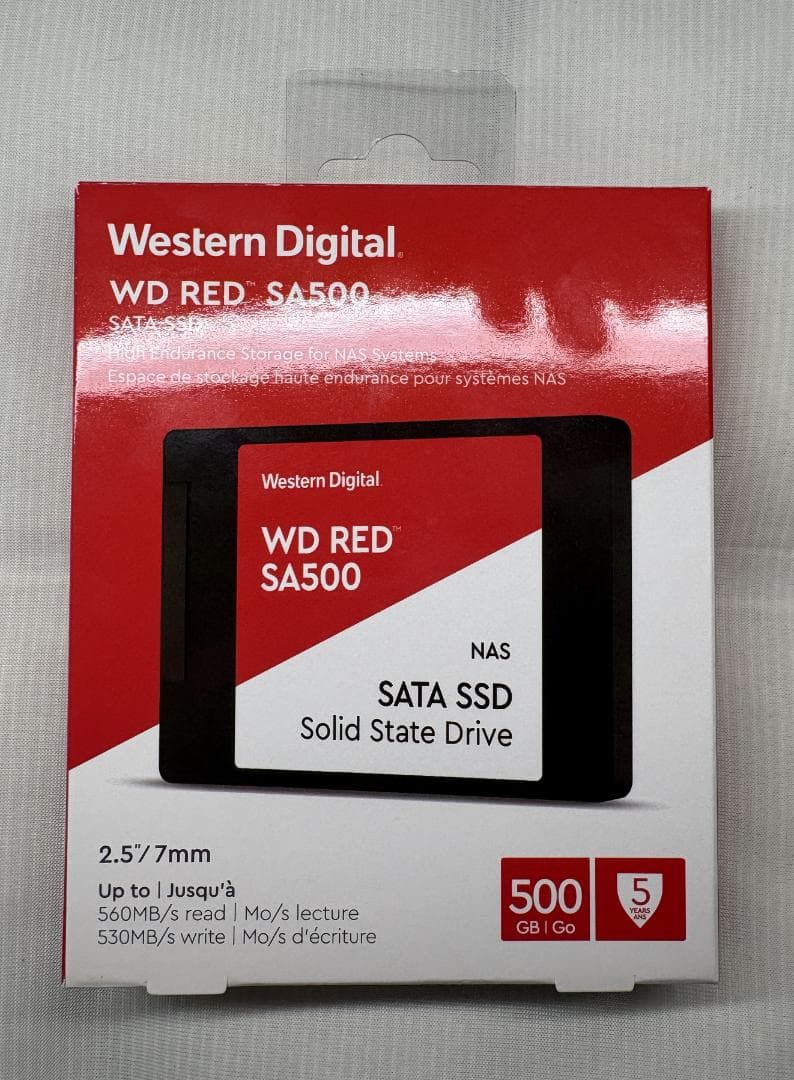 Western Digital®
WD RED™ SA500
SATA SSD
High Endurance Storage for NAS Systems
Espace de stockage haute endurance pour systèmes NAS
Western Digital
WD RED™
SA500
NAS
SATA SSD
Solid State Drive
2.5"/7mm
Up to | Jusqu'à
560MB/s read | Mo/s lecture
530MB/s write | Mo/s d'écriture
500
GB | Go
5
YEARS
ANS